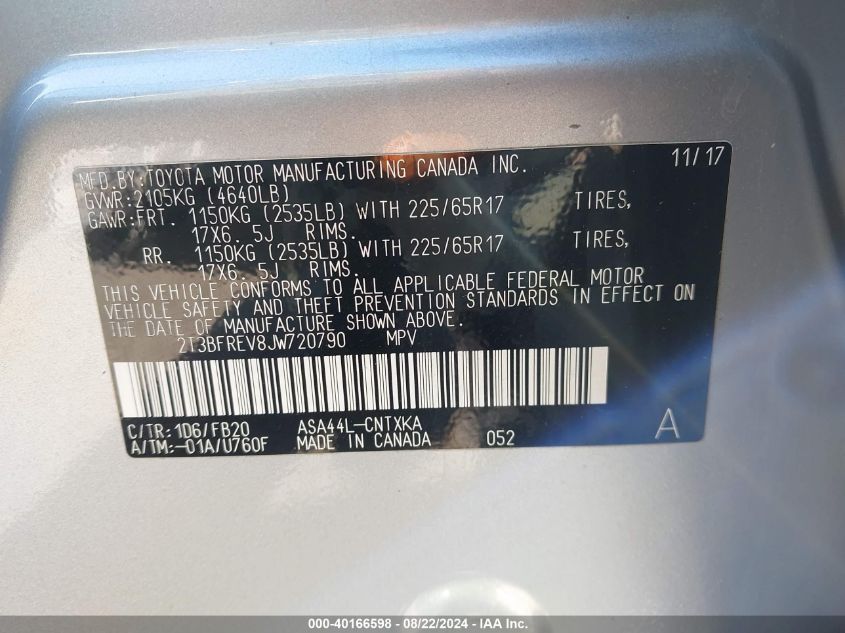 MFD.BY:TOYOTA MOTOR MANUFACTURING CANADA INC. 11/17
GVWR:2105KG (4640LB)
GAWR:FRT. 1150KG (2535LB) WITH 225/65R17 TIRES,
17X6. 5J RIMS.
RR. 1150KG (2535LB) WITH 225/65R17 TIRES,
17X6. 5J RIMS.
THIS VEHICLE CONFORMS TO ALL APPLICABLE FEDERAL MOTOR
VEHICLE SAFETY AND THEFT PREVENTION STANDARDS IN EFFECT ON
THE DATE OF MANUFACTURE SHOWN ABOVE.
2T3BFREV8JW720790 MPV
C/TR:1D6/FB20 ASA44L-CNTXKA
A/TM:-01A/U760F MADE IN CANADA 052 A
000-40166598 - 08/22/2024 - IAA Inc.